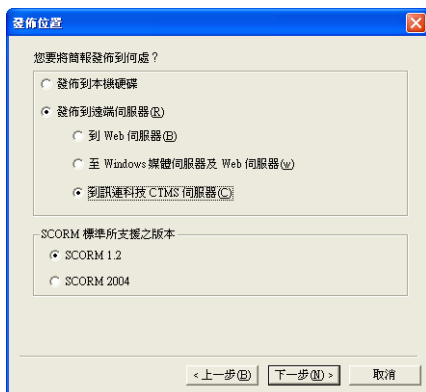 發佈位置
您要將簡報發佈到何處？
發佈到本機硬碟
發佈到遠端伺服器(R)
到 Web 伺服器(B)
至 Windows 媒體伺服器及 Web 伺服器(w)
到訊連科技 CTMS 伺服器(C)
SCORM 標準所支援之版本
SCORM 1.2
SCORM 2004
<上一步(B) 下一步(N)> 取消